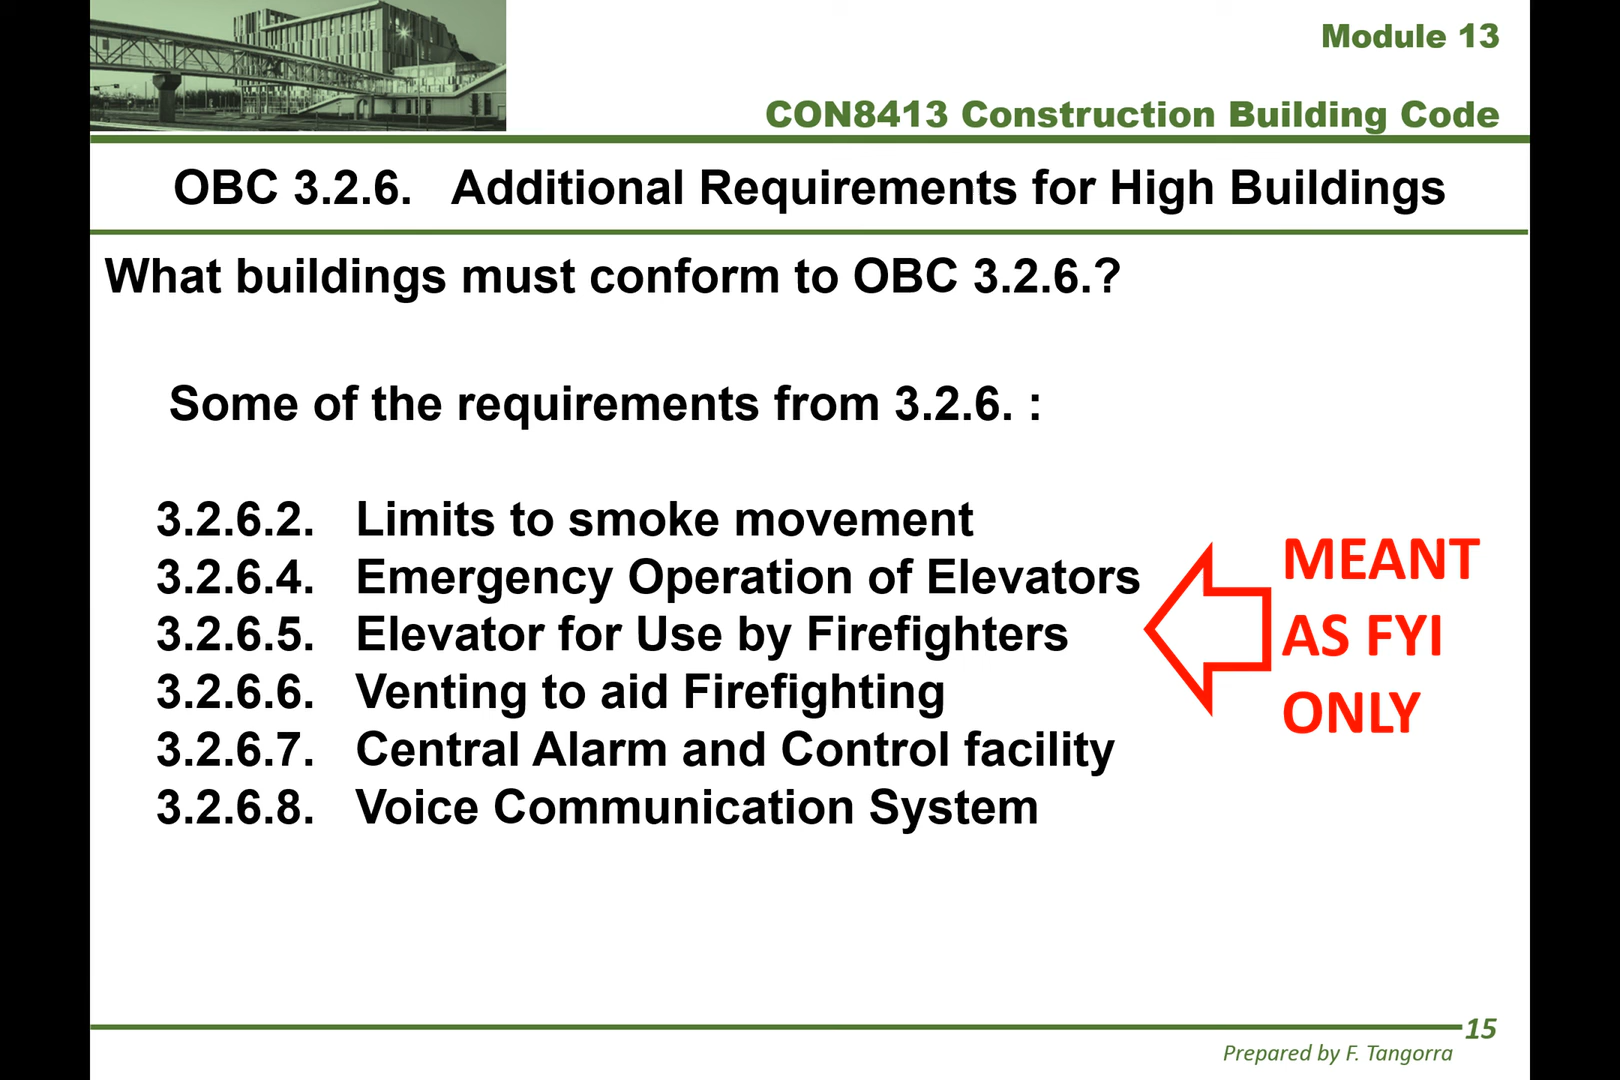 Module 13
CON8413 Construction Building Code
OBC 3.2.6. Additional Requirements for High Buildings
What buildings must conform to OBC 3.2.6.?
Some of the requirements from 3.2.6. :
3.2.6.2. Limits to smoke movement
3.2.6.4. Emergency Operation of Elevators
3.2.6.5. Elevator for Use by Firefighters
3.2.6.6. Venting to aid Firefighting
3.2.6.7. Central Alarm and Control facility
3.2.6.8. Voice Communication System
MEANT
AS FYI
ONLY
15
Prepared by F. Tangorra